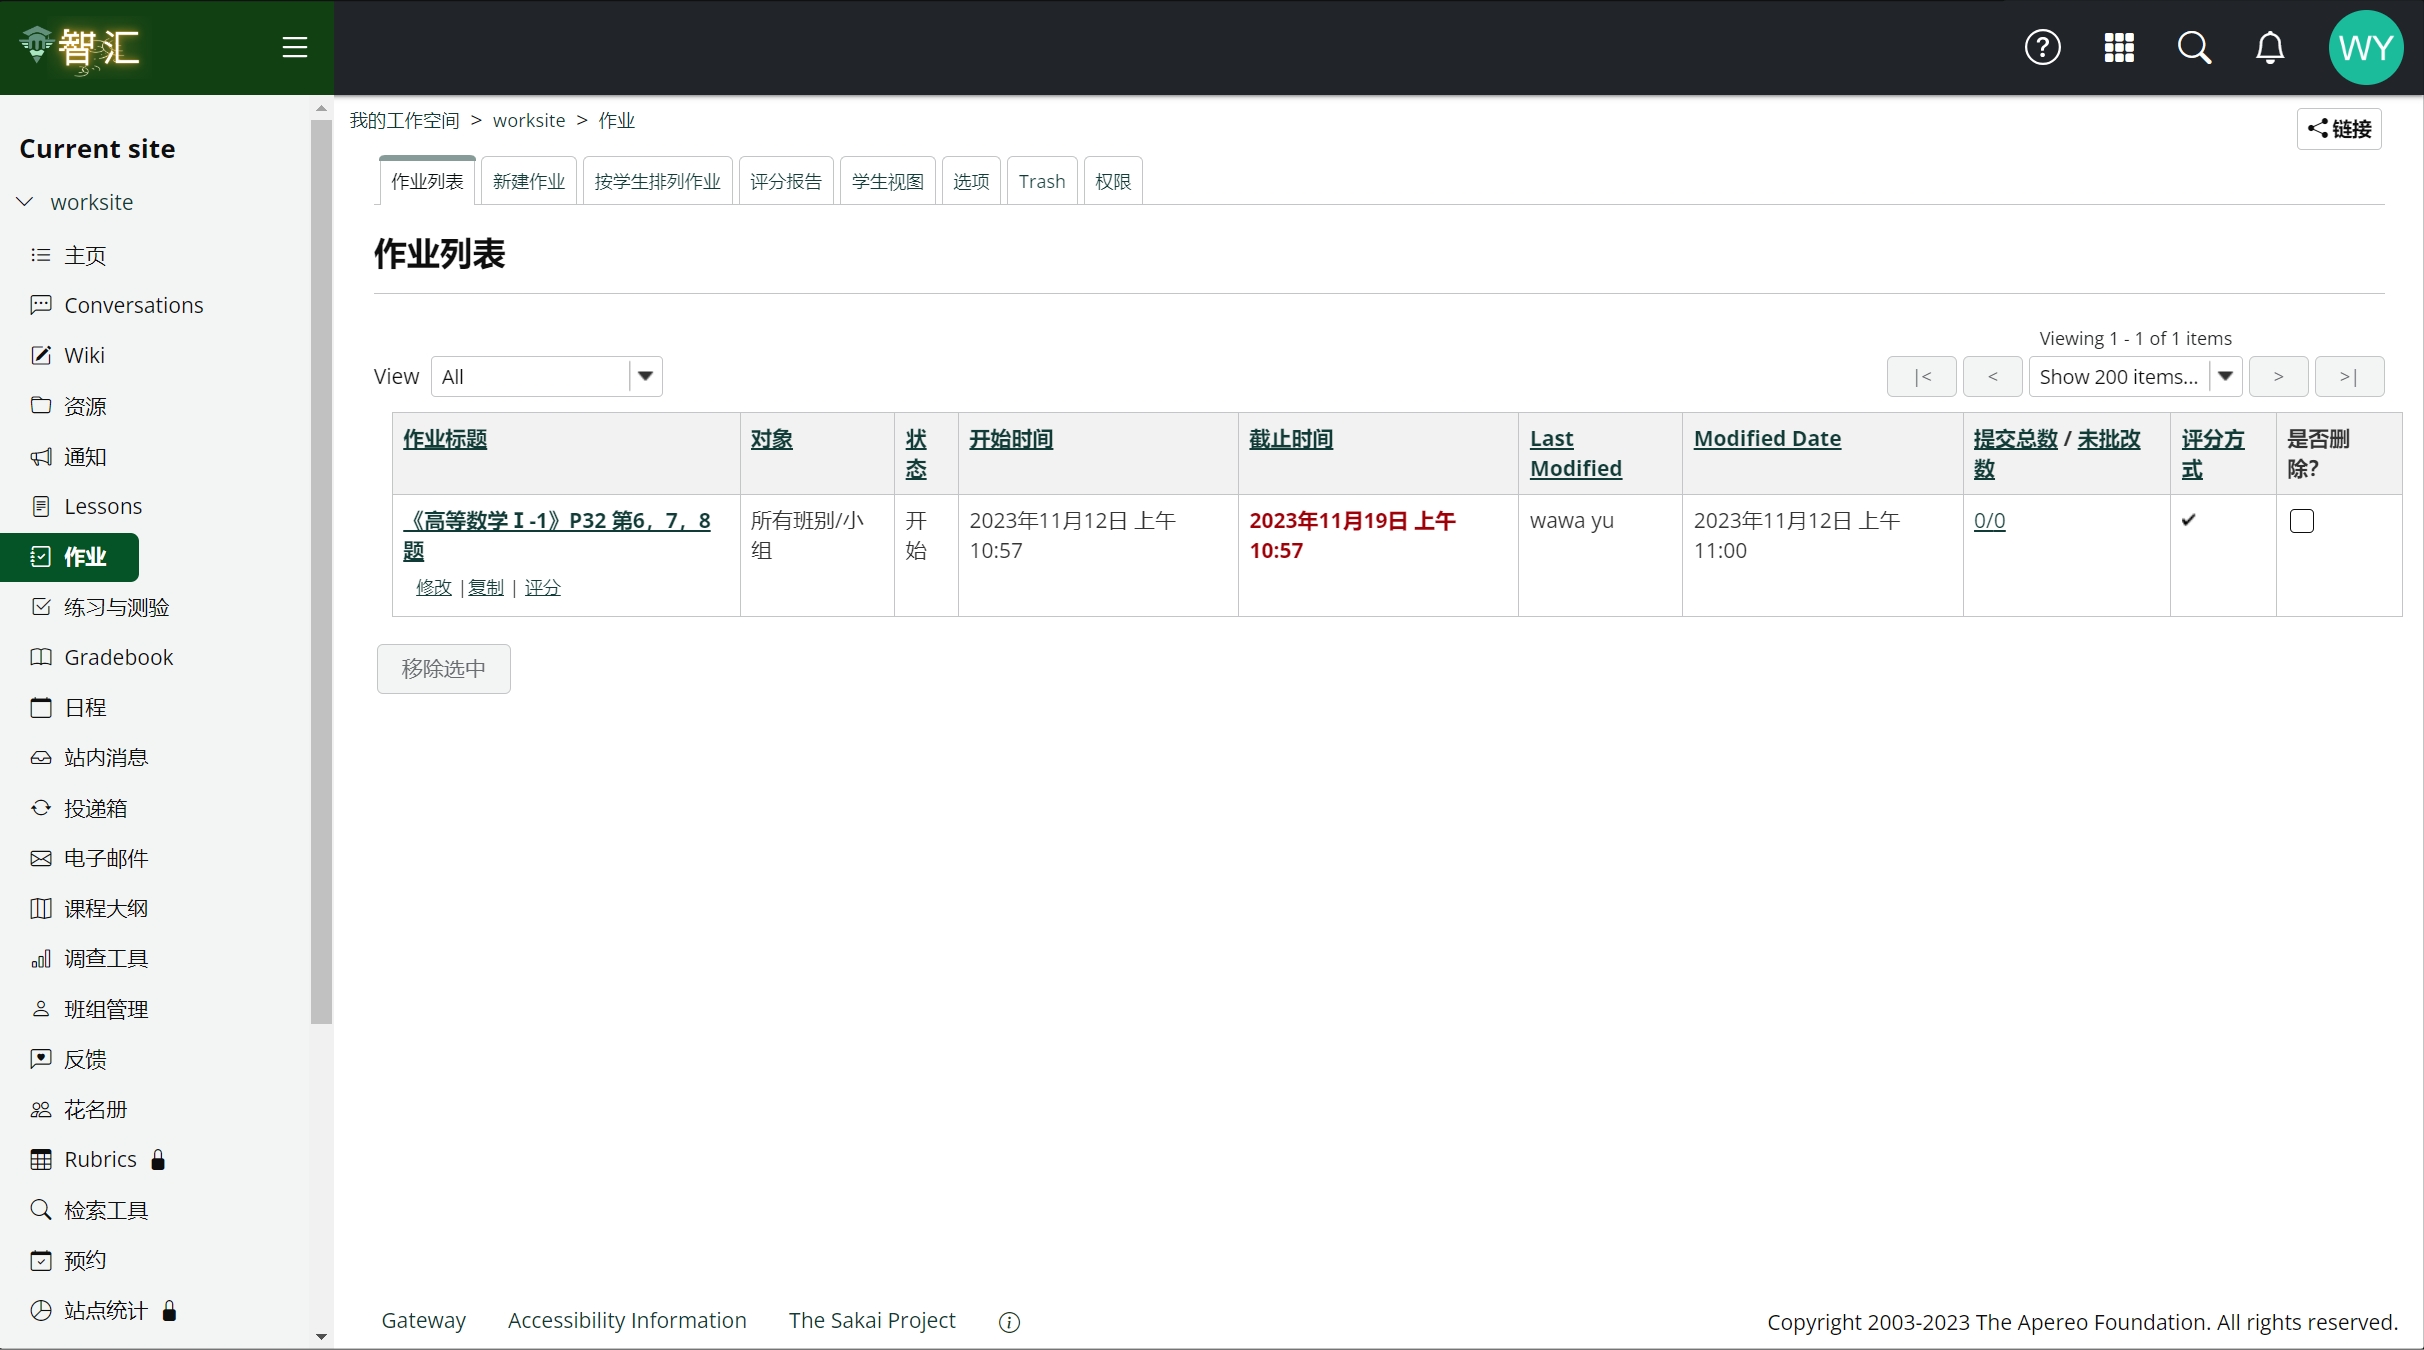 智汇
WY
Current site
worksite
主页
Conversations
Wiki
资源
通知
Lessons
作业
练习与测验
Gradebook
日程
站内消息
投递箱
电子邮件
课程大纲
调查工具
班组管理
反馈
花名册
Rubrics
检索工具
预约
站点统计
我的工作空间 > worksite > 作业
链接
作业列表 新建作业 按学生排列作业 评分报告 学生视图 选项 Trash 权限
作业列表
Viewing 1 - 1 of 1 items
View All |< < Show 200 items... > >|
作业标题 对象 状态 开始时间 截止时间 Last Modified Modified Date 提交总数 / 未批改数 评分方式 是否删除?
《高等数学 I -1》P32 第6，7，8题 所有班别/小组 开始 2023年11月12日 上午10:57 2023年11月19日 上午10:57 wawa yu 2023年11月12日 上午11:00 0/0
修改 | 复制 | 评分
移除选中
Gateway Accessibility Information The Sakai Project
Copyright 2003-2023 The Apereo Foundation. All rights reserved.